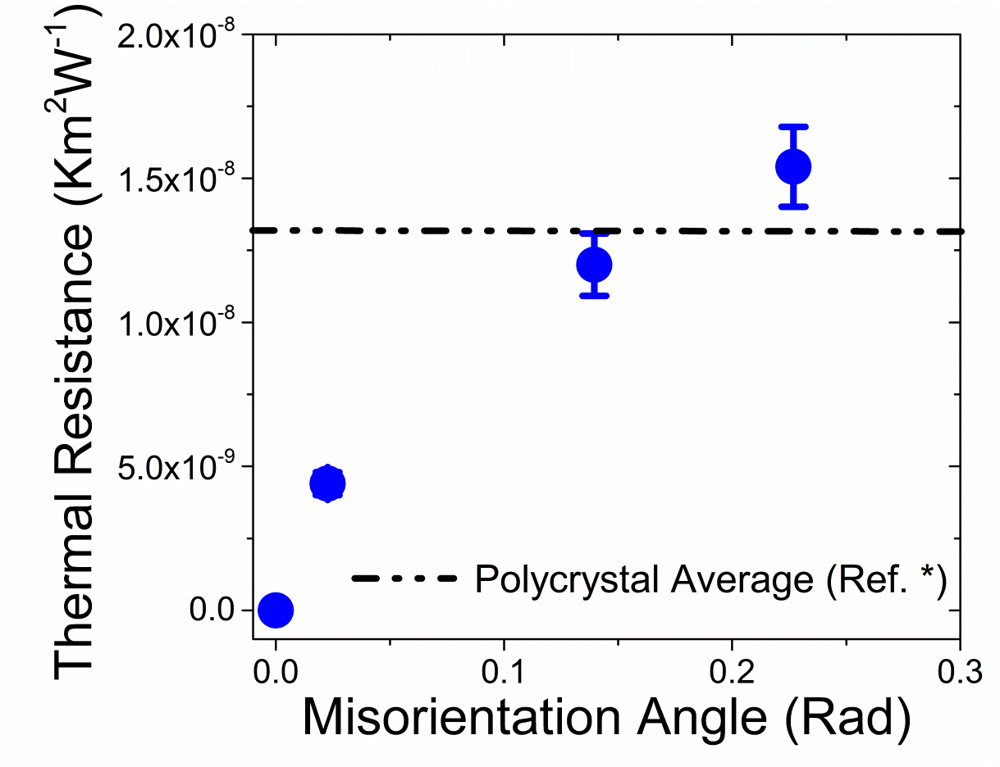 Thermal Resistance (Km²W⁻¹)
2.0x10⁻⁸
1.5x10⁻⁸
1.0x10⁻⁸
5.0x10⁻⁹
0.0
Polycrystal Average (Ref. *)
0.0 0.1 0.2 0.3
Misorientation Angle (Rad)